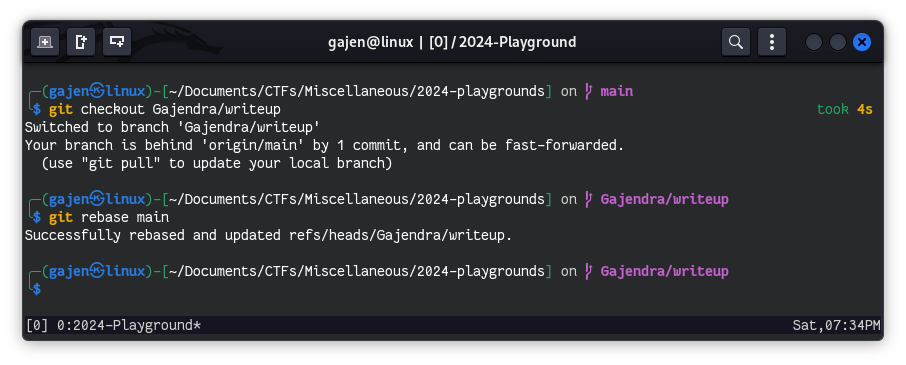 gajen@linux | [0] / 2024-Playground
┌─(gajen㉿linux)-[~/Documents/CTFs/Miscellaneous/2024-playgrounds] on main
└$ git checkout Gajendra/writeup took 4s
Switched to branch 'Gajendra/writeup'
Your branch is behind 'origin/main' by 1 commit, and can be fast-forwarded.
  (use "git pull" to update your local branch)
┌─(gajen㉿linux)-[~/Documents/CTFs/Miscellaneous/2024-playgrounds] on Gajendra/writeup
└$ git rebase main
Successfully rebased and updated refs/heads/Gajendra/writeup.
┌─(gajen㉿linux)-[~/Documents/CTFs/Miscellaneous/2024-playgrounds] on Gajendra/writeup
└$
[0] 0:2024-Playground* Sat,07:34PM